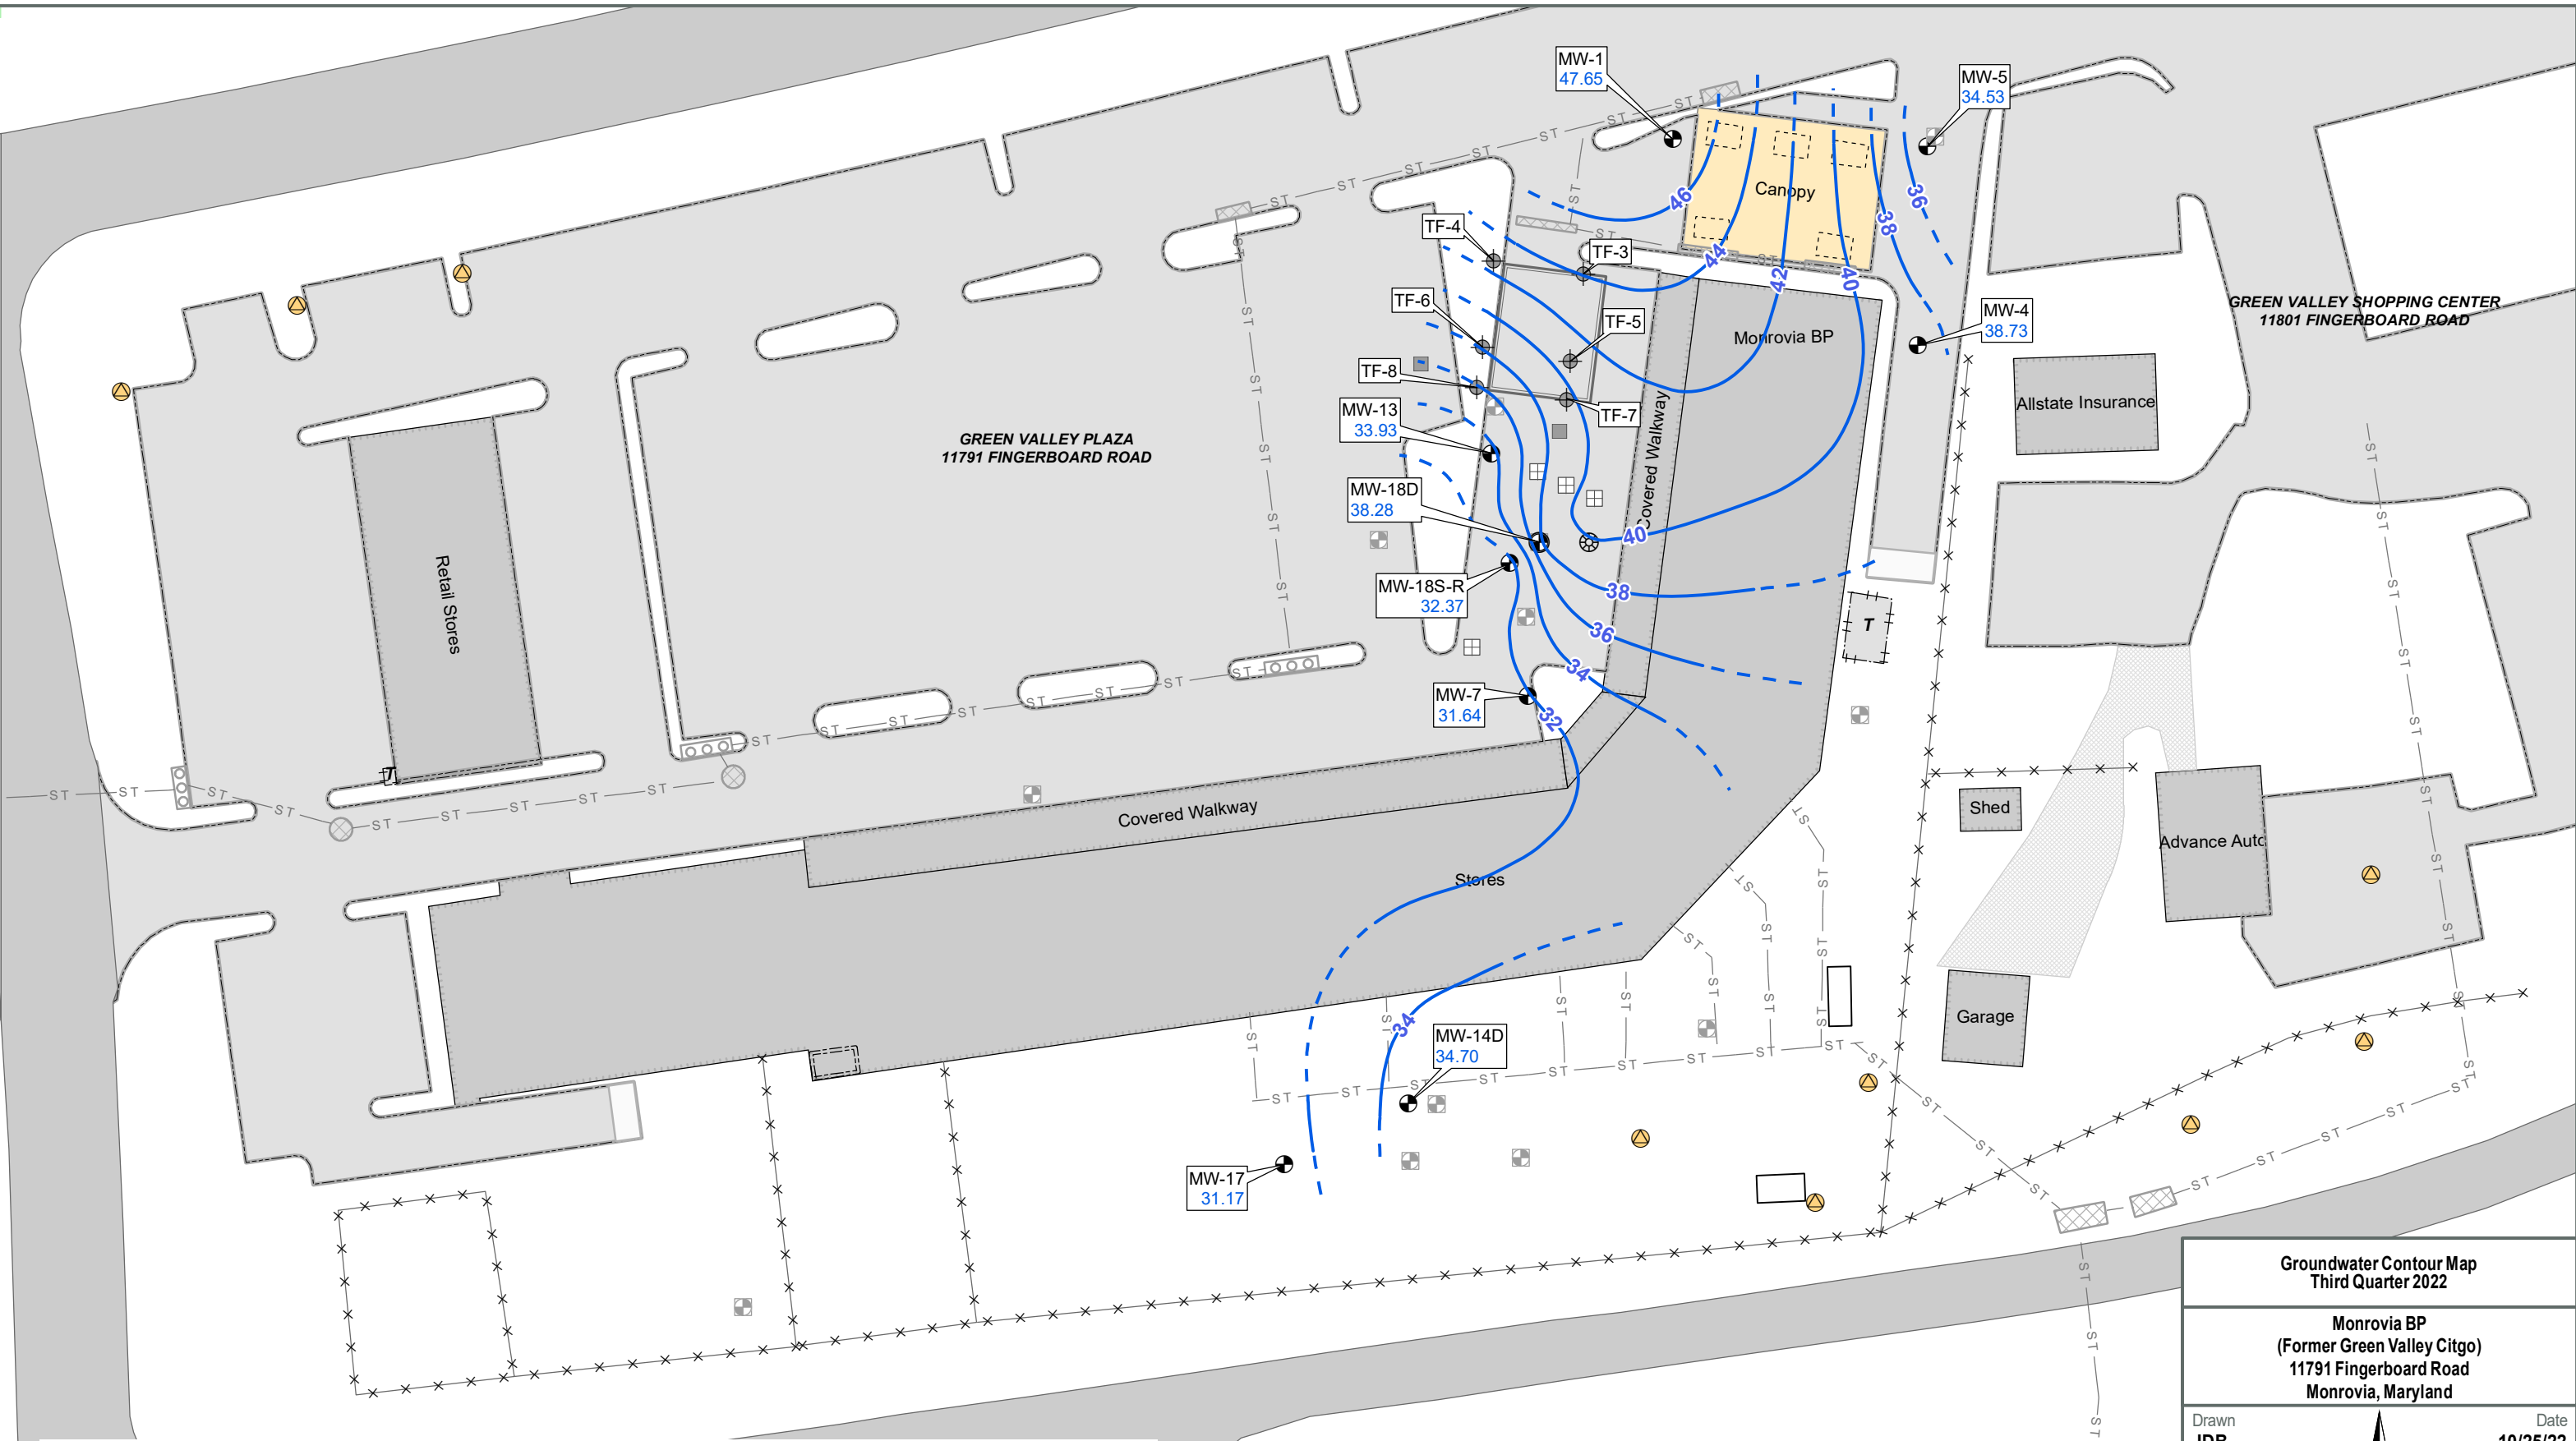 MW-1
47.65
MW-5
34.53
46
Canopy
36
38
TF-4
TF-3
44
42
40
TF-6
TF-5
Monrovia BP
MW-4
38.73
GREEN VALLEY SHOPPING CENTER
11801 FINGERBOARD ROAD
TF-8
TF-7
MW-13
33.93
Allstate Insurance
GREEN VALLEY PLAZA
11791 FINGERBOARD ROAD
Covered Walkway
MW-18D
38.28
40
Retail Stores
MW-18S-R
32.37
38
36
T
34
MW-7
31.64
32
T
Covered Walkway
Shed
Advance Auto
Stores
34
MW-14D
34.70
Garage
MW-17
31.17
ST
Groundwater Contour Map
Third Quarter 2022
Monrovia BP
(Former Green Valley Citgo)
11791 Fingerboard Road
Monrovia, Maryland
Drawn
Date